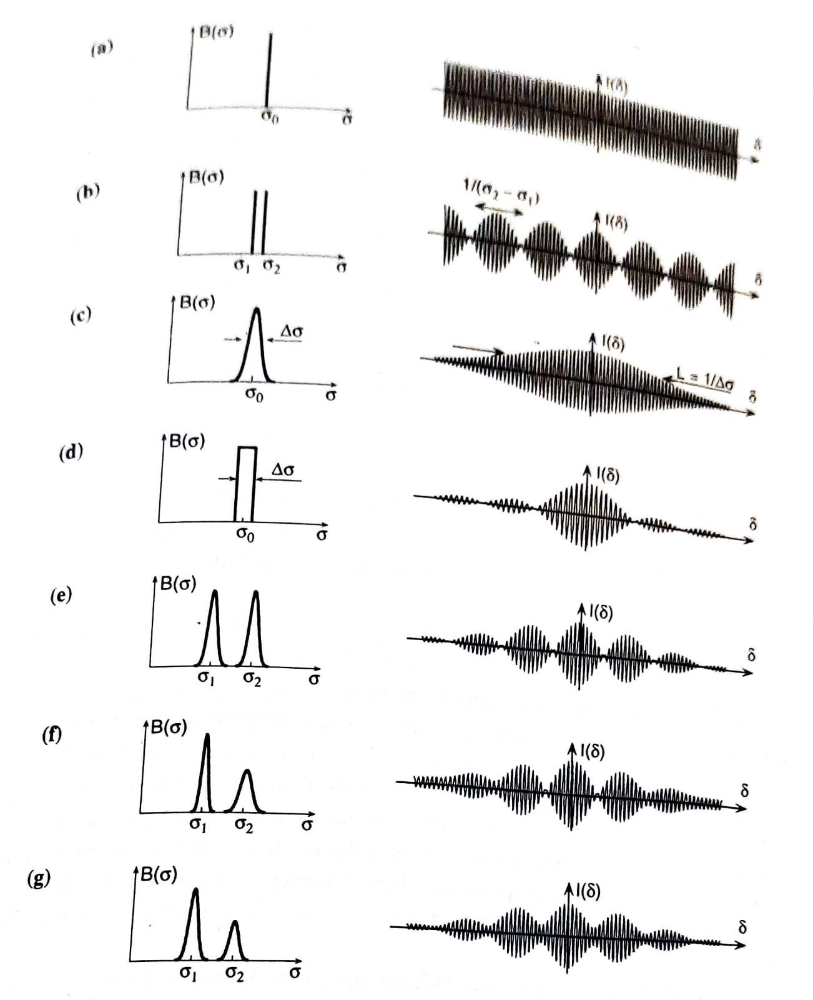 (a)
B(σ)
σ₀
σ
I(δ)
δ
(b)
B(σ)
σ₁ σ₂
σ
1/(σ₂ − σ₁)
I(δ)
δ
(c)
B(σ)
Δσ
σ₀
σ
I(δ)
L = 1/Δσ
δ
(d)
B(σ)
Δσ
σ₀
σ
I(δ)
δ
(e)
B(σ)
σ₁ σ₂
σ
I(δ)
δ
(f)
B(σ)
σ₁ σ₂
σ
I(δ)
δ
(g)
B(σ)
σ₁ σ₂
σ
I(δ)
δ